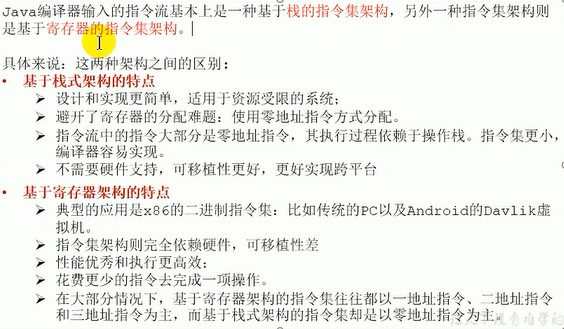 Java编译器输入的指令流基本上是一种基于栈的指令集架构，另外一种指令集架构则
是基于寄存器的指令集架构。
具体来说：这两种架构之间的区别：
• 基于栈式架构的特点
➢ 设计和实现更简单，适用于资源受限的系统；
➢ 避开了寄存器的分配难题：使用零地址指令方式分配。
➢ 指令流中的指令大部分是零地址指令，其执行过程依赖于操作栈。指令集更小，
编译器容易实现。
➢ 不需要硬件支持，可移植性更好，更好实现跨平台
• 基于寄存器架构的特点
➢ 典型的应用是x86的二进制指令集：比如传统的PC以及Android的Davlik虚
拟机。
➢ 指令集架构则完全依赖硬件，可移植性差
➢ 性能优秀和执行更高效；
➢ 花费更少的指令去完成一项操作。
➢ 在大部分情况下，基于寄存器架构的指令集往往都以一地址指令、二地址指令
和三地址指令为主，而基于栈式架构的指令集却是以零地址指令为主。